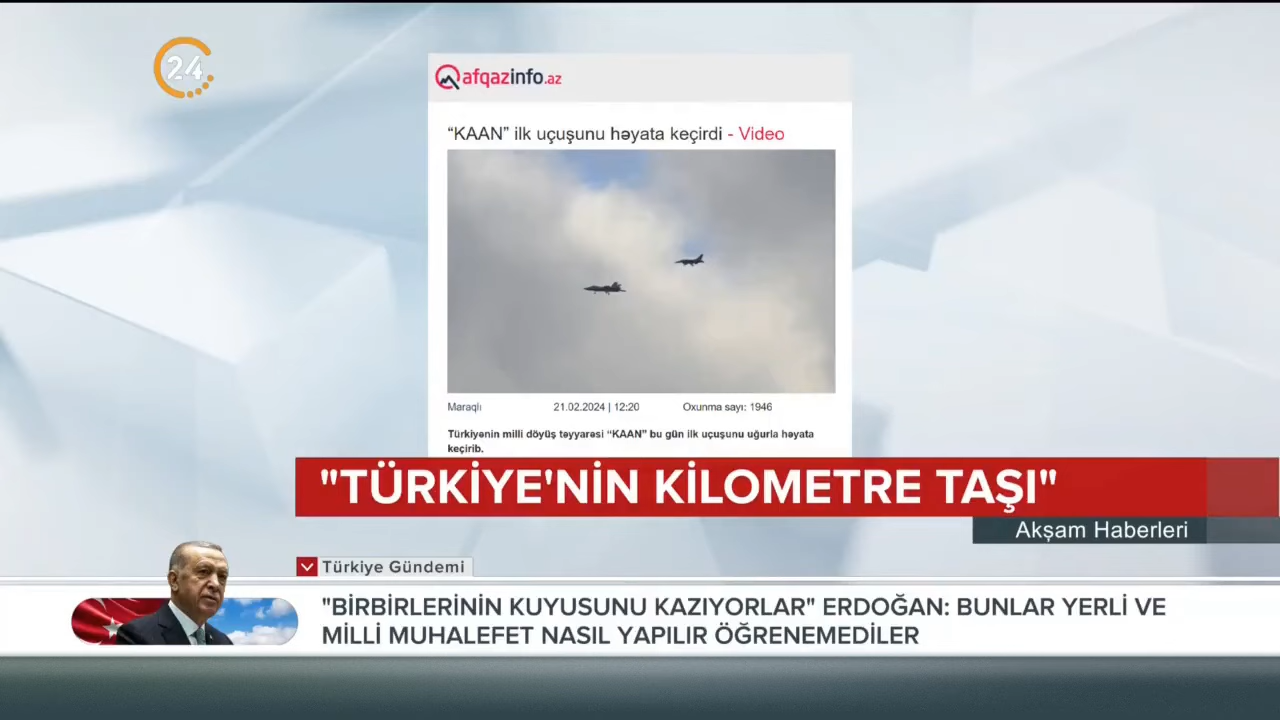 24
afqazinfo.az
“KAAN” ilk uçuşunu həyata keçirdi - Video
Maraqlı 21.02.2024 | 12:20 Oxunma sayı: 1946
Türkiyənin milli döyüş təyyarəsi “KAAN” bu gün ilk uçuşunu uğurla həyata
keçirib.
"TÜRKİYE'NİN KİLOMETRE TAŞI"
Akşam Haberleri
Türkiye Gündemi
"BİRBİRLERİNİN KUYUSUNU KAZIYORLAR" ERDOĞAN: BUNLAR YERLİ VE
MİLLİ MUHALEFET NASIL YAPILIR ÖĞRENEMEDİLER